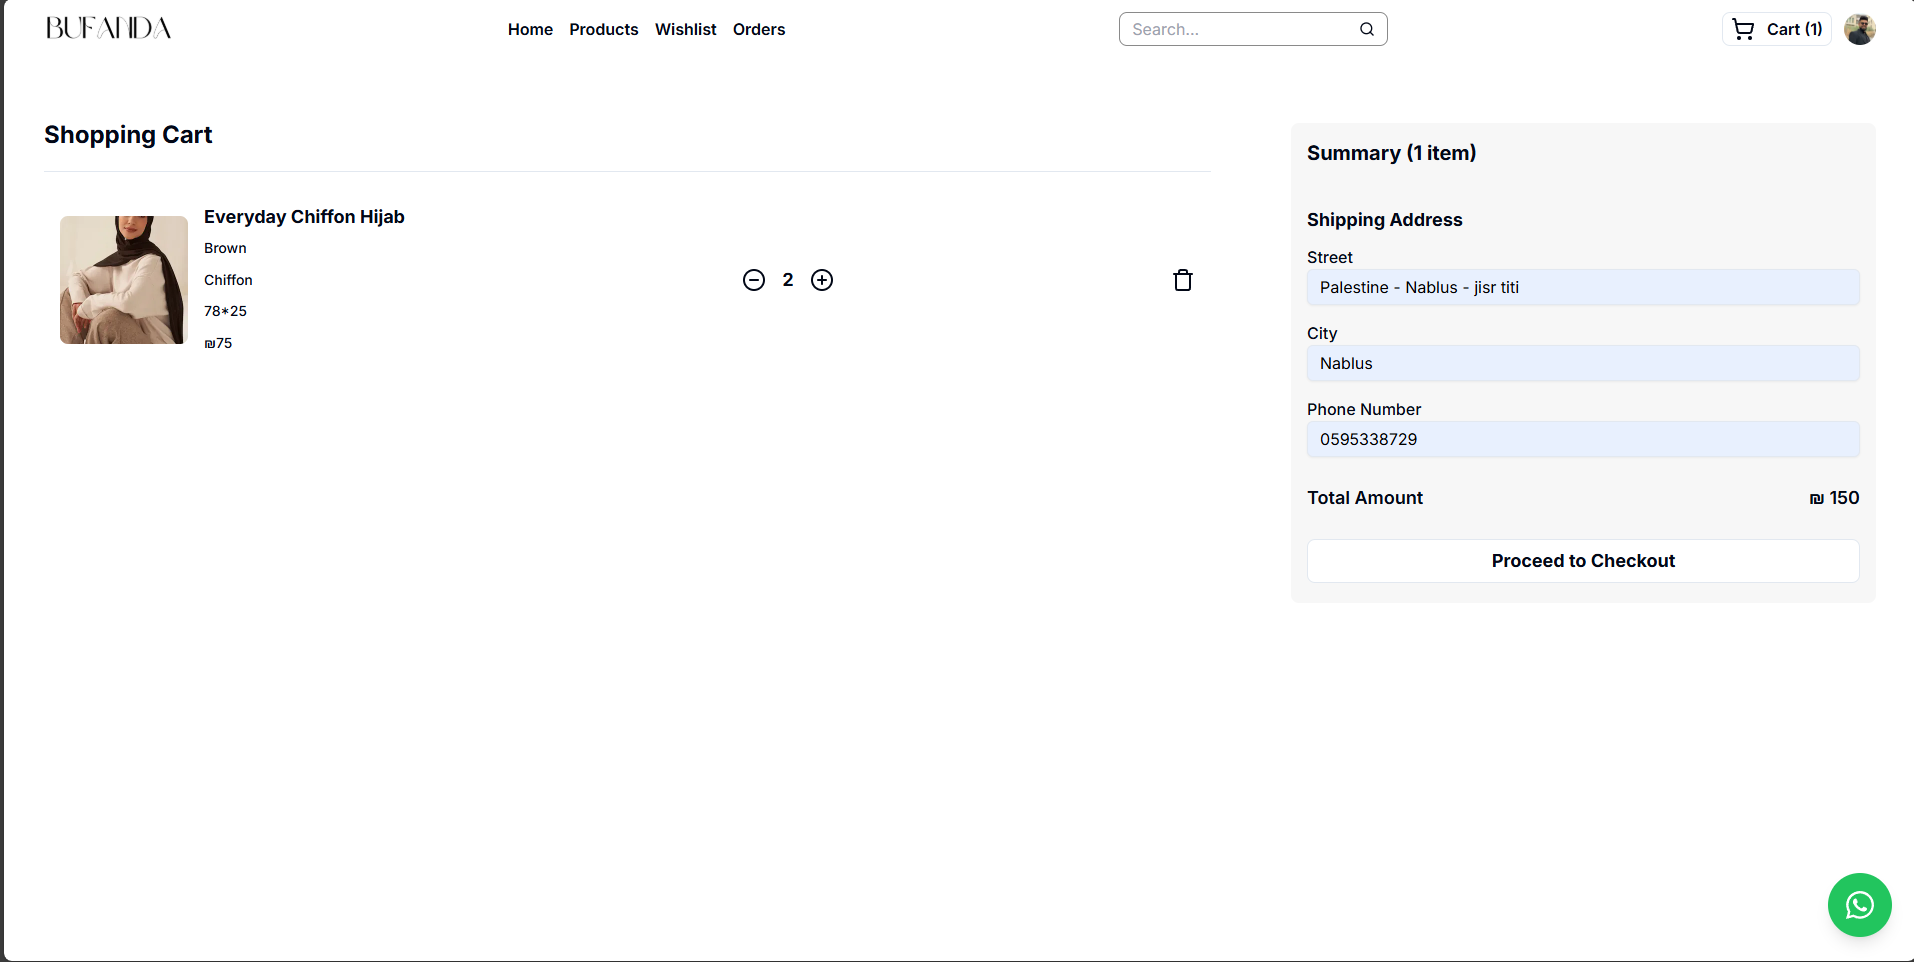 BUFANDA
Home Products Wishlist Orders
Search...
Cart (1)
Shopping Cart
Everyday Chiffon Hijab
Brown
Chiffon
78*25
₪75
2
Summary (1 item)
Shipping Address
Street
Palestine - Nablus - jisr titi
City
Nablus
Phone Number
0595338729
Total Amount ₪ 150
Proceed to Checkout